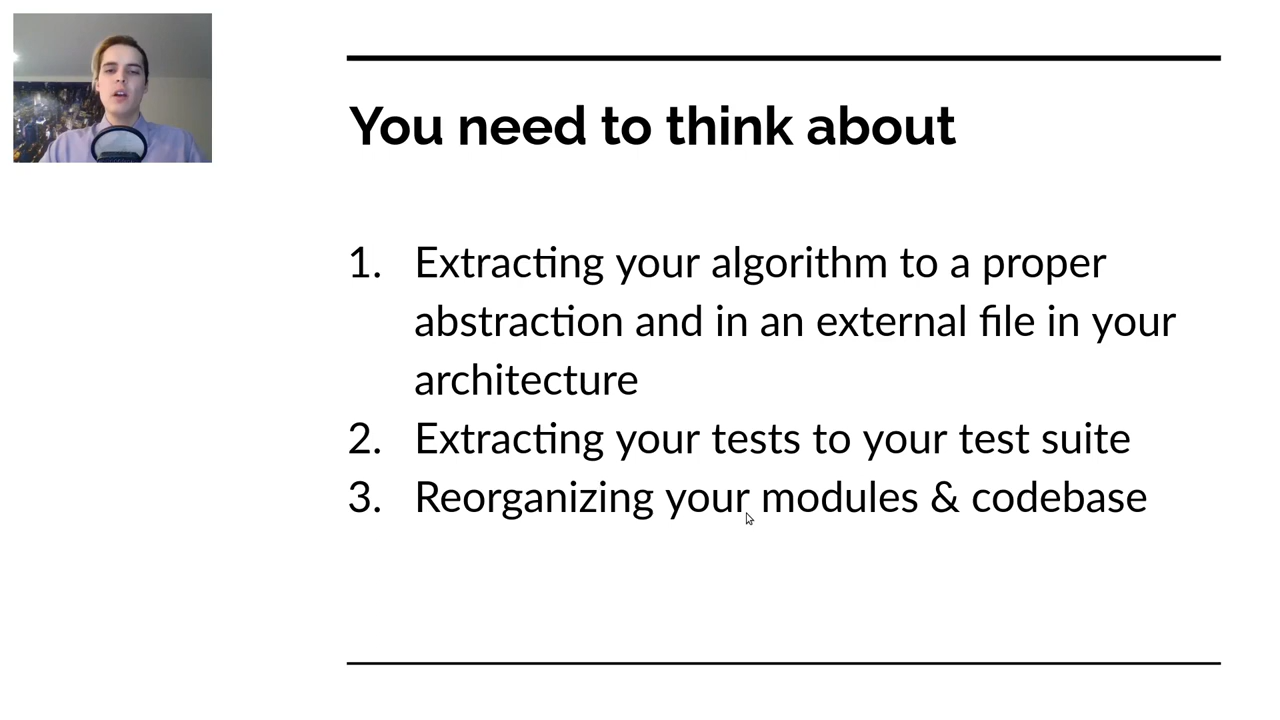 You need to think about
1. Extracting your algorithm to a proper
abstraction and in an external file in your
architecture
2. Extracting your tests to your test suite
3. Reorganizing your modules & codebase